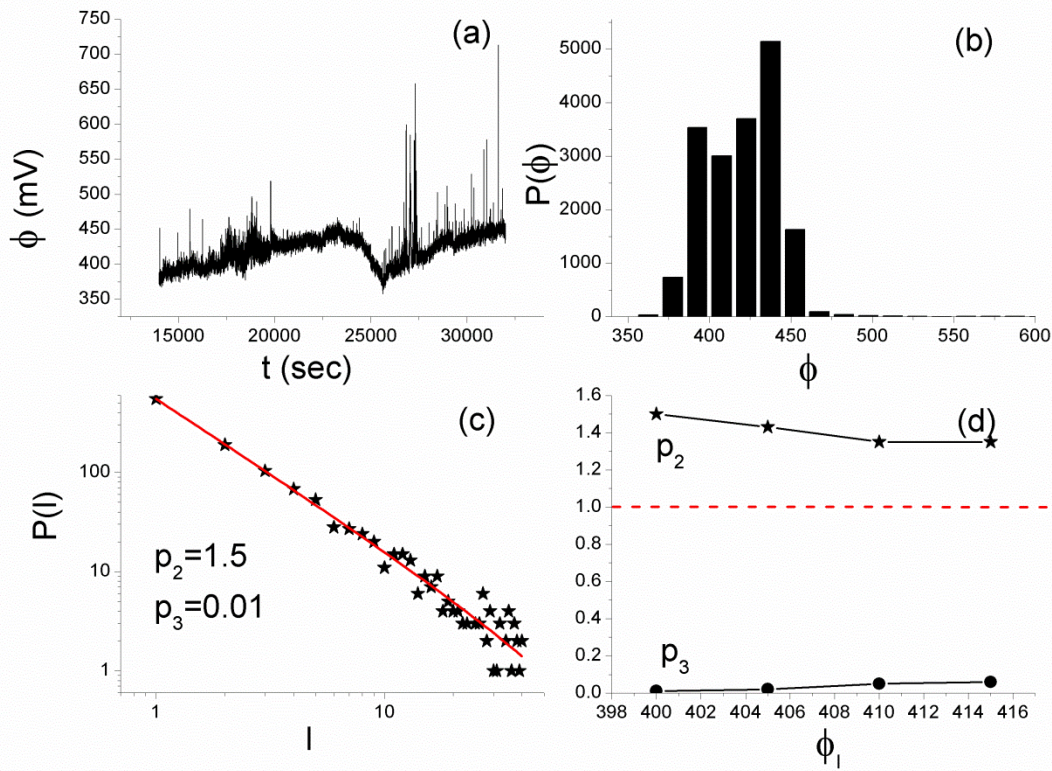 (a)
750
700
650
600
550
500
450
400
350
ϕ (mV)
15000 20000 25000 30000
t (sec)
(b)
5000
4000
3000
2000
1000
0
P(ϕ)
350 400 450 500 550 600
ϕ
(c)
100
10
1
P(l)
p₂=1.5
p₃=0.01
1 10
l
(d)
1.6
1.4
1.2
1.0
0.8
0.6
0.4
0.2
0.0
p₂
p₃
398 400 402 404 406 408 410 412 414 416
ϕₗ